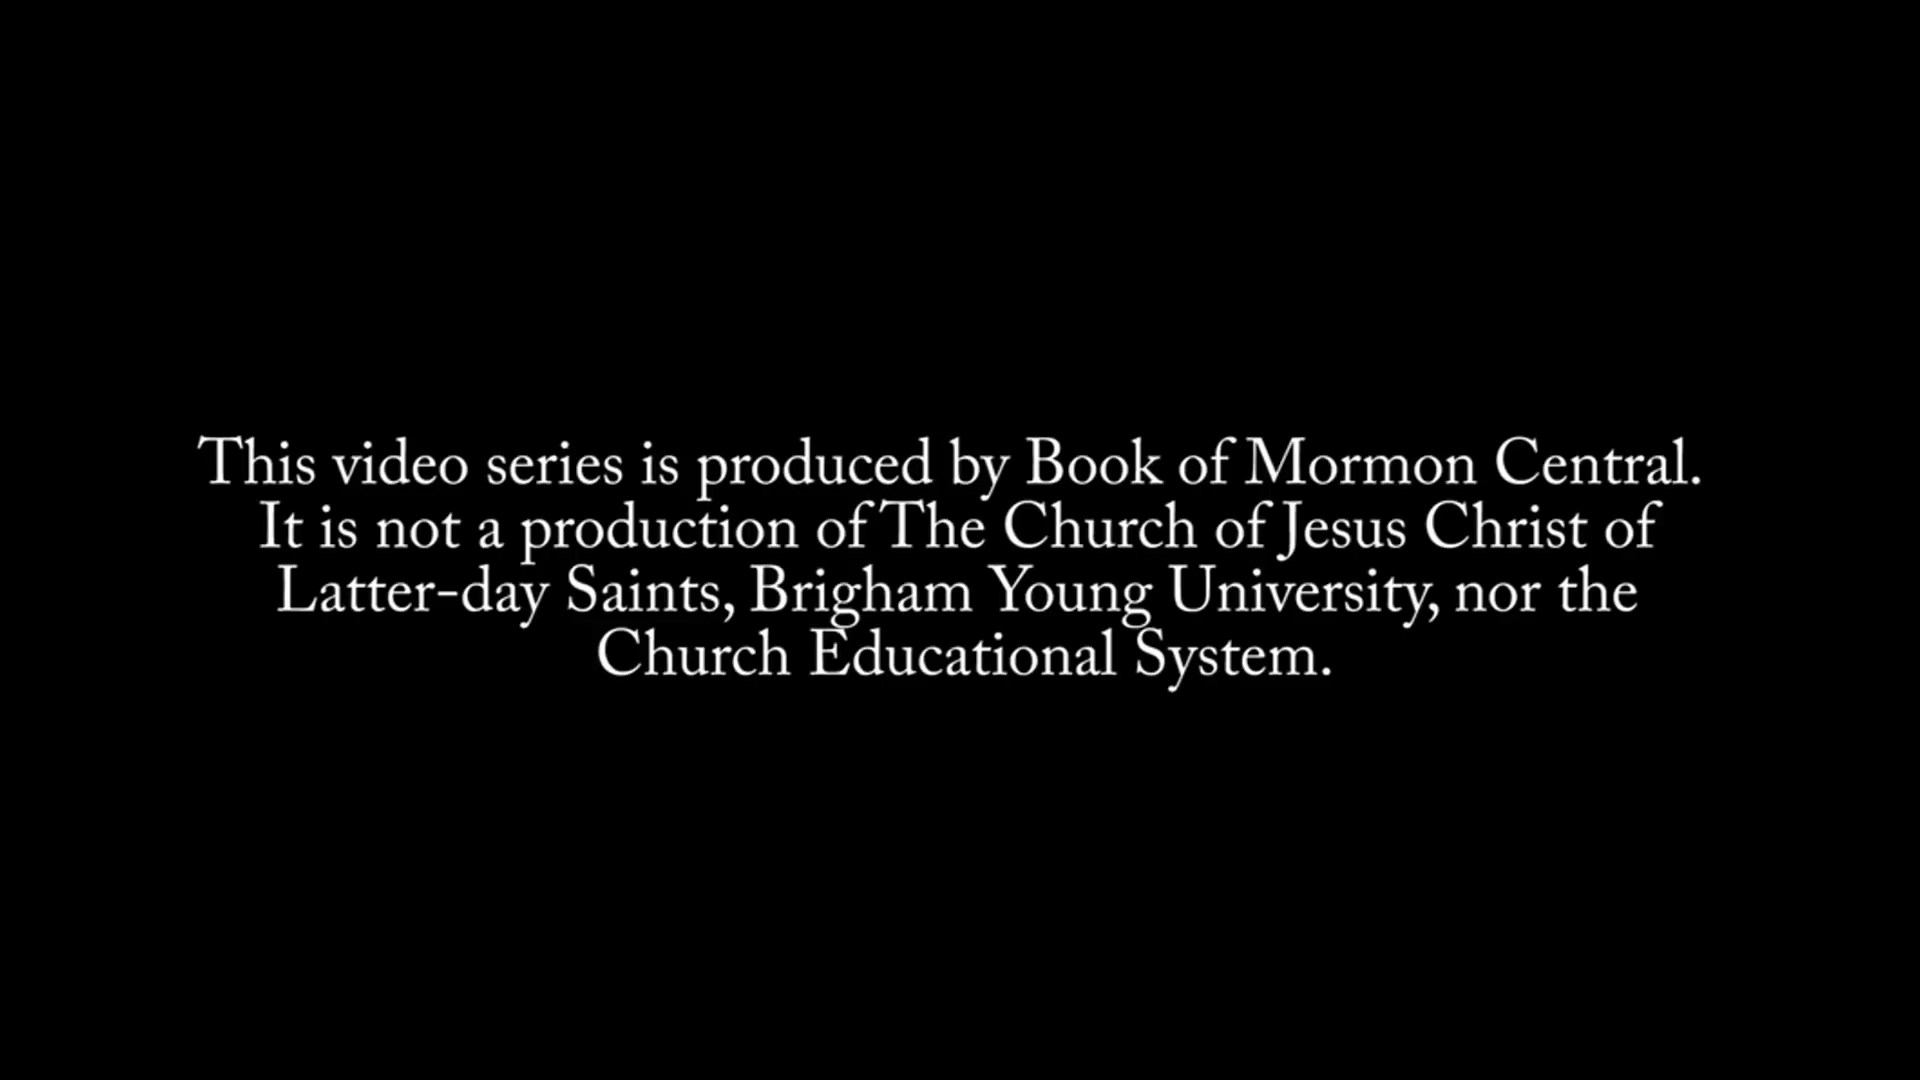 This video series is produced by Book of Mormon Central.
It is not a production of The Church of Jesus Christ of
Latter-day Saints, Brigham Young University, nor the
Church Educational System.